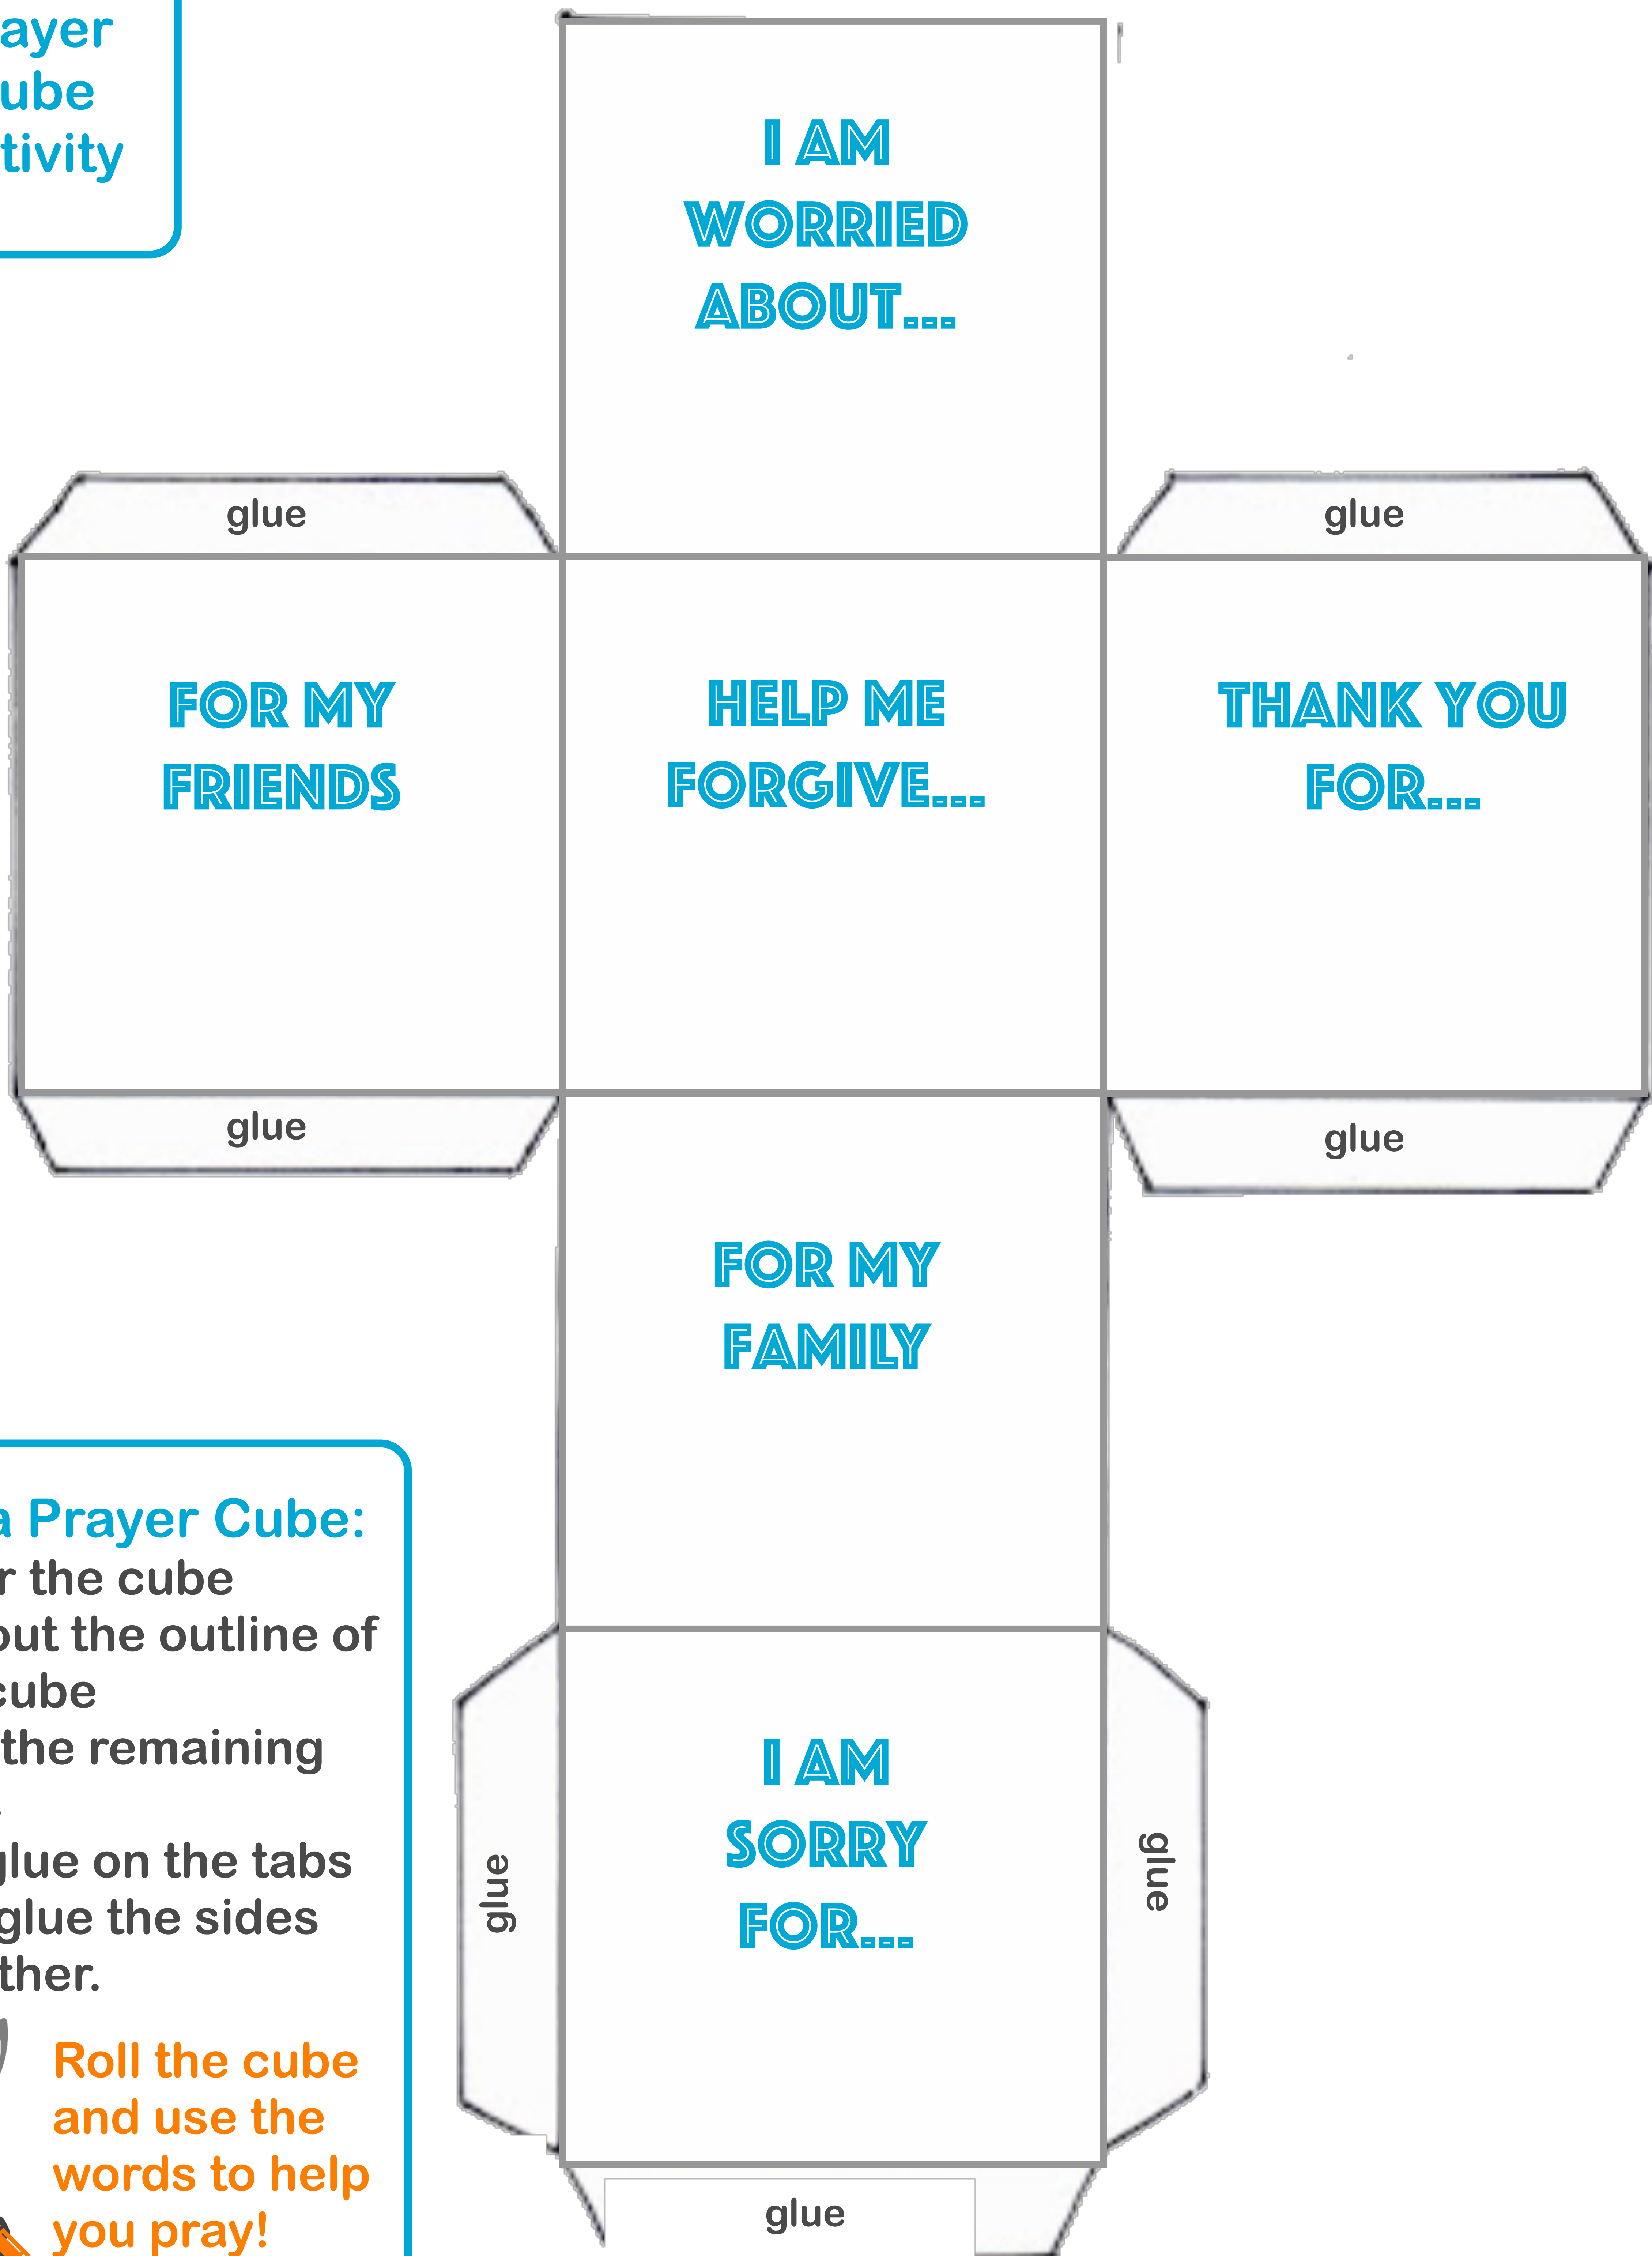 ayer
ube
tivity
I AM
WORRIED
ABOUT...
glue
glue
FOR MY
FRIENDS
HELP ME
FORGIVE...
THANK YOU
FOR...
glue
glue
FOR MY
FAMILY
a Prayer Cube:
r the cube
out the outline of
cube
the remaining
glue on the tabs
glue the sides
ther.
Roll the cube
and use the
words to help
you pray!
glue
I AM
SORRY
FOR...
glue
glue